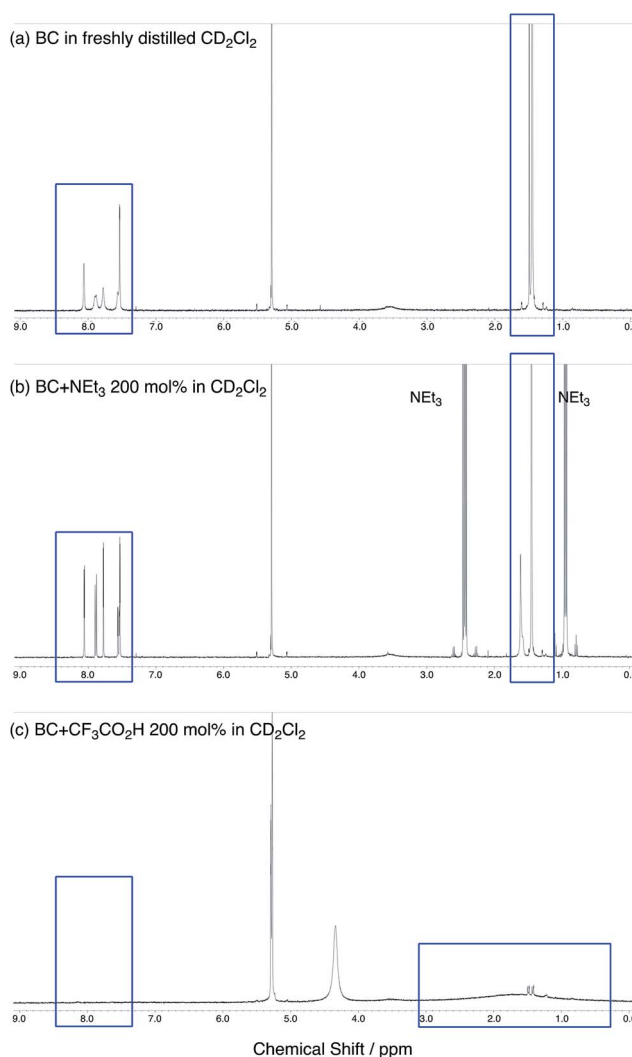 (a) BC in freshly distilled CD₂Cl₂
9.0 8.0 7.0 6.0 5.0 4.0 3.0 2.0 1.0 0.
(b) BC+NEt₃ 200 mol% in CD₂Cl₂
NEt₃ NEt₃
9.0 8.0 7.0 6.0 5.0 4.0 3.0 2.0 1.0 0.
(c) BC+CF₃CO₂H 200 mol% in CD₂Cl₂
9.0 8.0 7.0 6.0 5.0 4.0 3.0 2.0 1.0 0.0
Chemical Shift / ppm